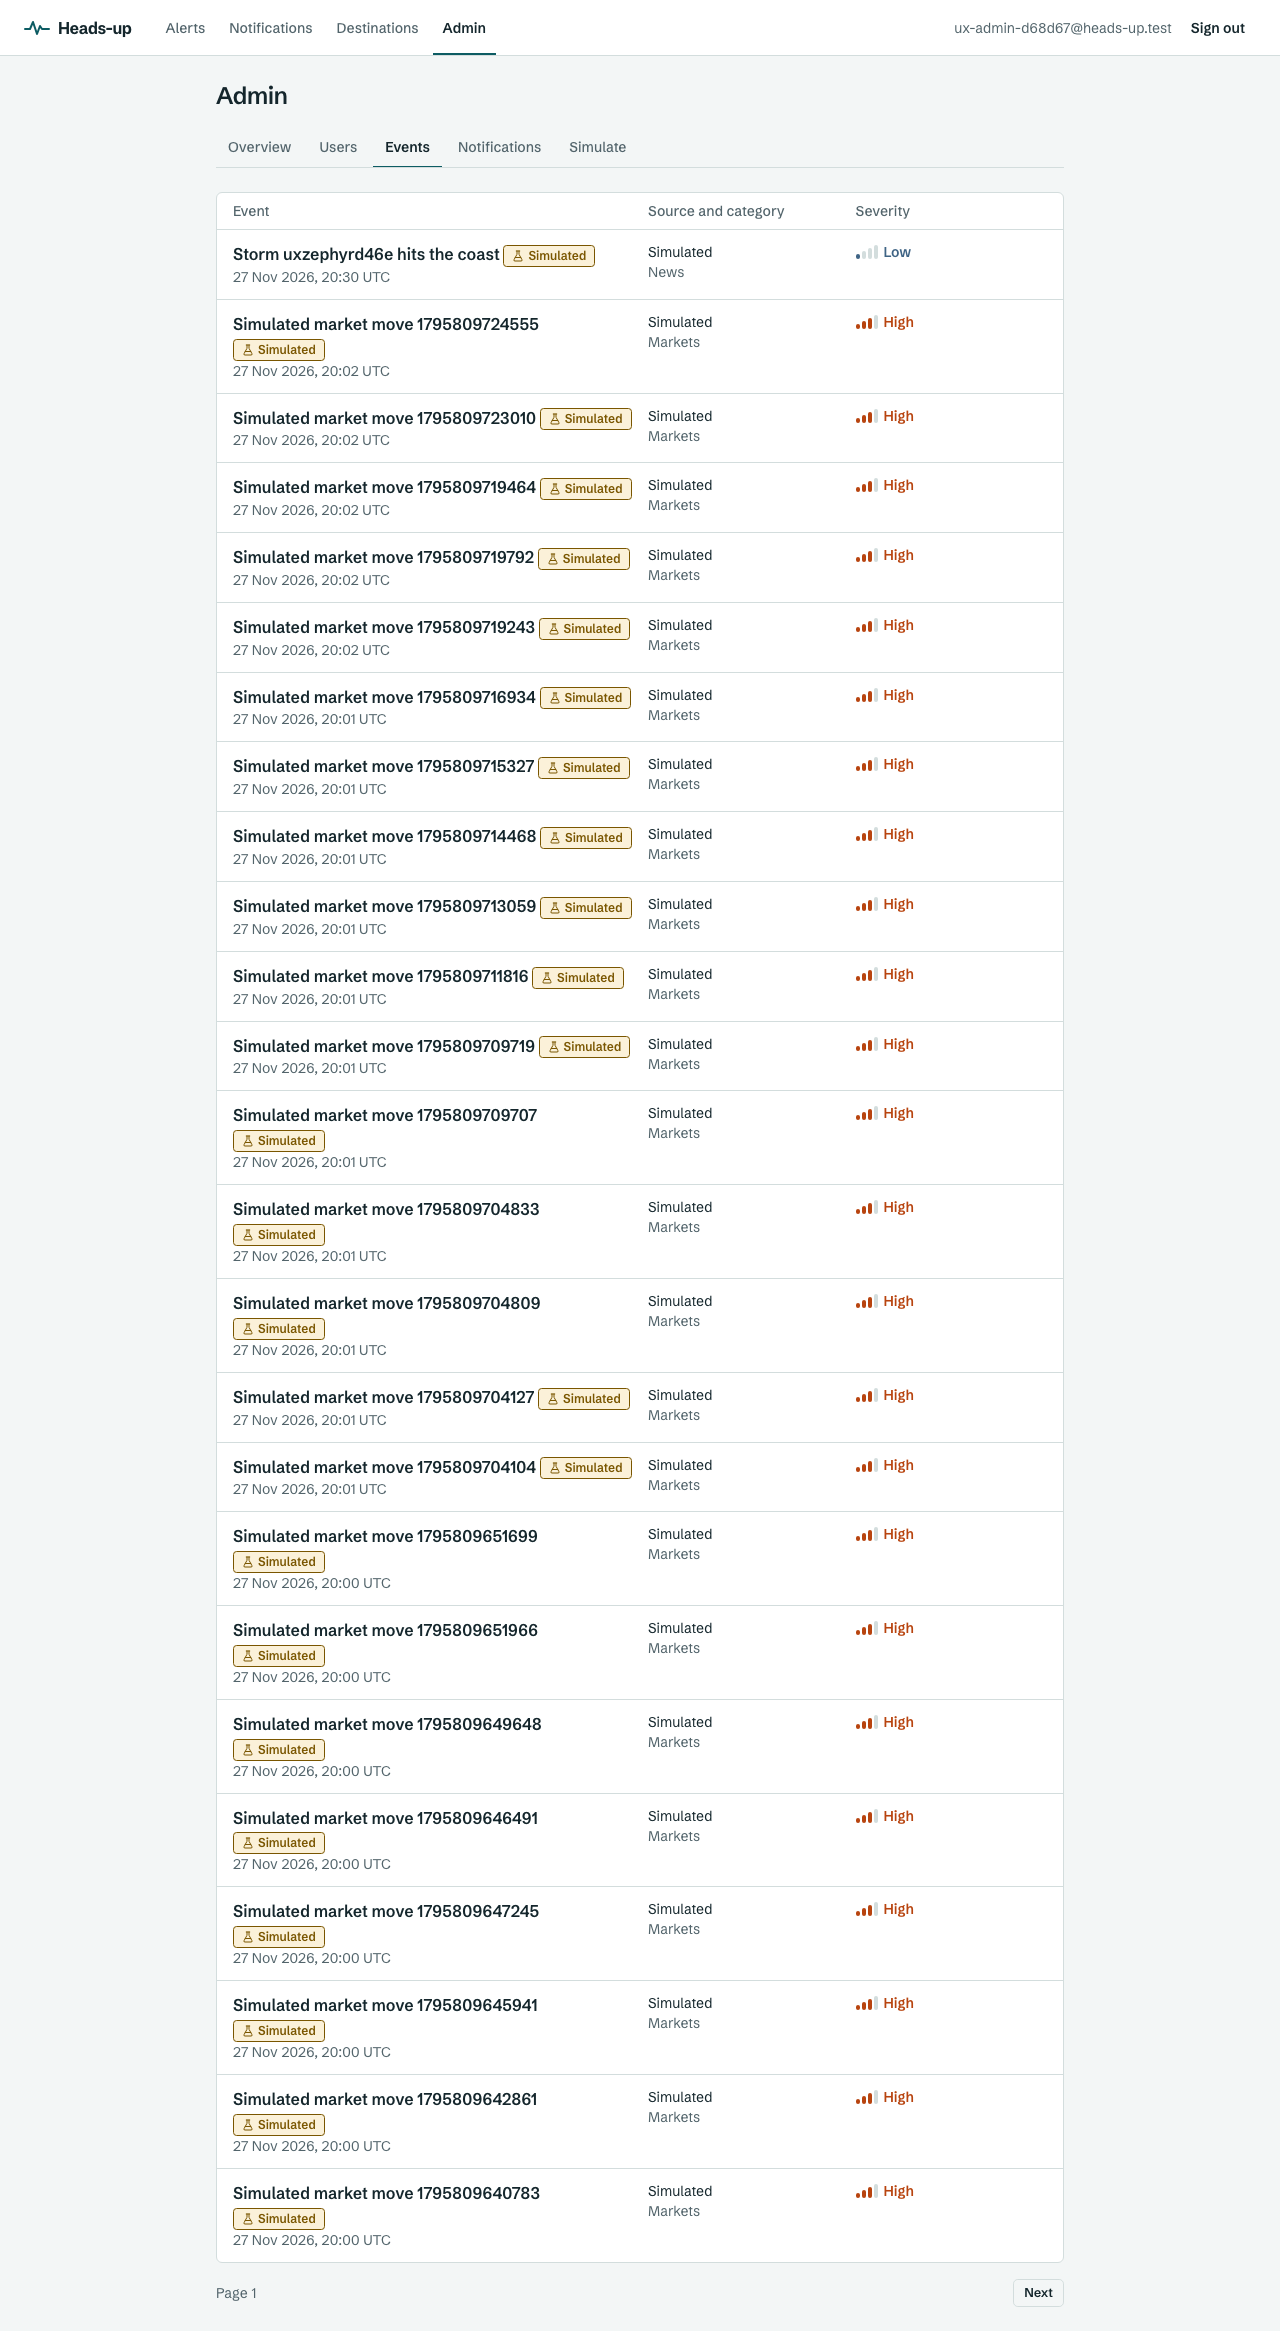 Heads-up Alerts Notifications Destinations Admin ux-admin-d68d67@heads-up.test Sign out
Admin
Overview Users Events Notifications Simulate
Event Source and category Severity
Storm uxzephyrd46e hits the coast Simulated Simulated Low
27 Nov 2026, 20:30 UTC News
Simulated market move 1795809724555 Simulated High
Simulated Markets
27 Nov 2026, 20:02 UTC
Simulated market move 1795809723010 Simulated Simulated High
27 Nov 2026, 20:02 UTC Markets
Simulated market move 1795809719464 Simulated Simulated High
27 Nov 2026, 20:02 UTC Markets
Simulated market move 1795809719792 Simulated Simulated High
27 Nov 2026, 20:02 UTC Markets
Simulated market move 1795809719243 Simulated Simulated High
27 Nov 2026, 20:02 UTC Markets
Simulated market move 1795809716934 Simulated Simulated High
27 Nov 2026, 20:01 UTC Markets
Simulated market move 1795809715327 Simulated Simulated High
27 Nov 2026, 20:01 UTC Markets
Simulated market move 1795809714468 Simulated Simulated High
27 Nov 2026, 20:01 UTC Markets
Simulated market move 1795809713059 Simulated Simulated High
27 Nov 2026, 20:01 UTC Markets
Simulated market move 1795809711816 Simulated Simulated High
27 Nov 2026, 20:01 UTC Markets
Simulated market move 1795809709719 Simulated Simulated High
27 Nov 2026, 20:01 UTC Markets
Simulated market move 1795809709707 Simulated High
Simulated Markets
27 Nov 2026, 20:01 UTC
Simulated market move 1795809704833 Simulated High
Simulated Markets
27 Nov 2026, 20:01 UTC
Simulated market move 1795809704809 Simulated High
Simulated Markets
27 Nov 2026, 20:01 UTC
Simulated market move 1795809704127 Simulated Simulated High
27 Nov 2026, 20:01 UTC Markets
Simulated market move 1795809704104 Simulated Simulated High
27 Nov 2026, 20:01 UTC Markets
Simulated market move 1795809651699 Simulated High
Simulated Markets
27 Nov 2026, 20:00 UTC
Simulated market move 1795809651966 Simulated High
Simulated Markets
27 Nov 2026, 20:00 UTC
Simulated market move 1795809649648 Simulated High
Simulated Markets
27 Nov 2026, 20:00 UTC
Simulated market move 1795809646491 Simulated High
Simulated Markets
27 Nov 2026, 20:00 UTC
Simulated market move 1795809647245 Simulated High
Simulated Markets
27 Nov 2026, 20:00 UTC
Simulated market move 1795809645941 Simulated High
Simulated Markets
27 Nov 2026, 20:00 UTC
Simulated market move 1795809642861 Simulated High
Simulated Markets
27 Nov 2026, 20:00 UTC
Simulated market move 1795809640783 Simulated High
Simulated Markets
27 Nov 2026, 20:00 UTC
Page 1 Next